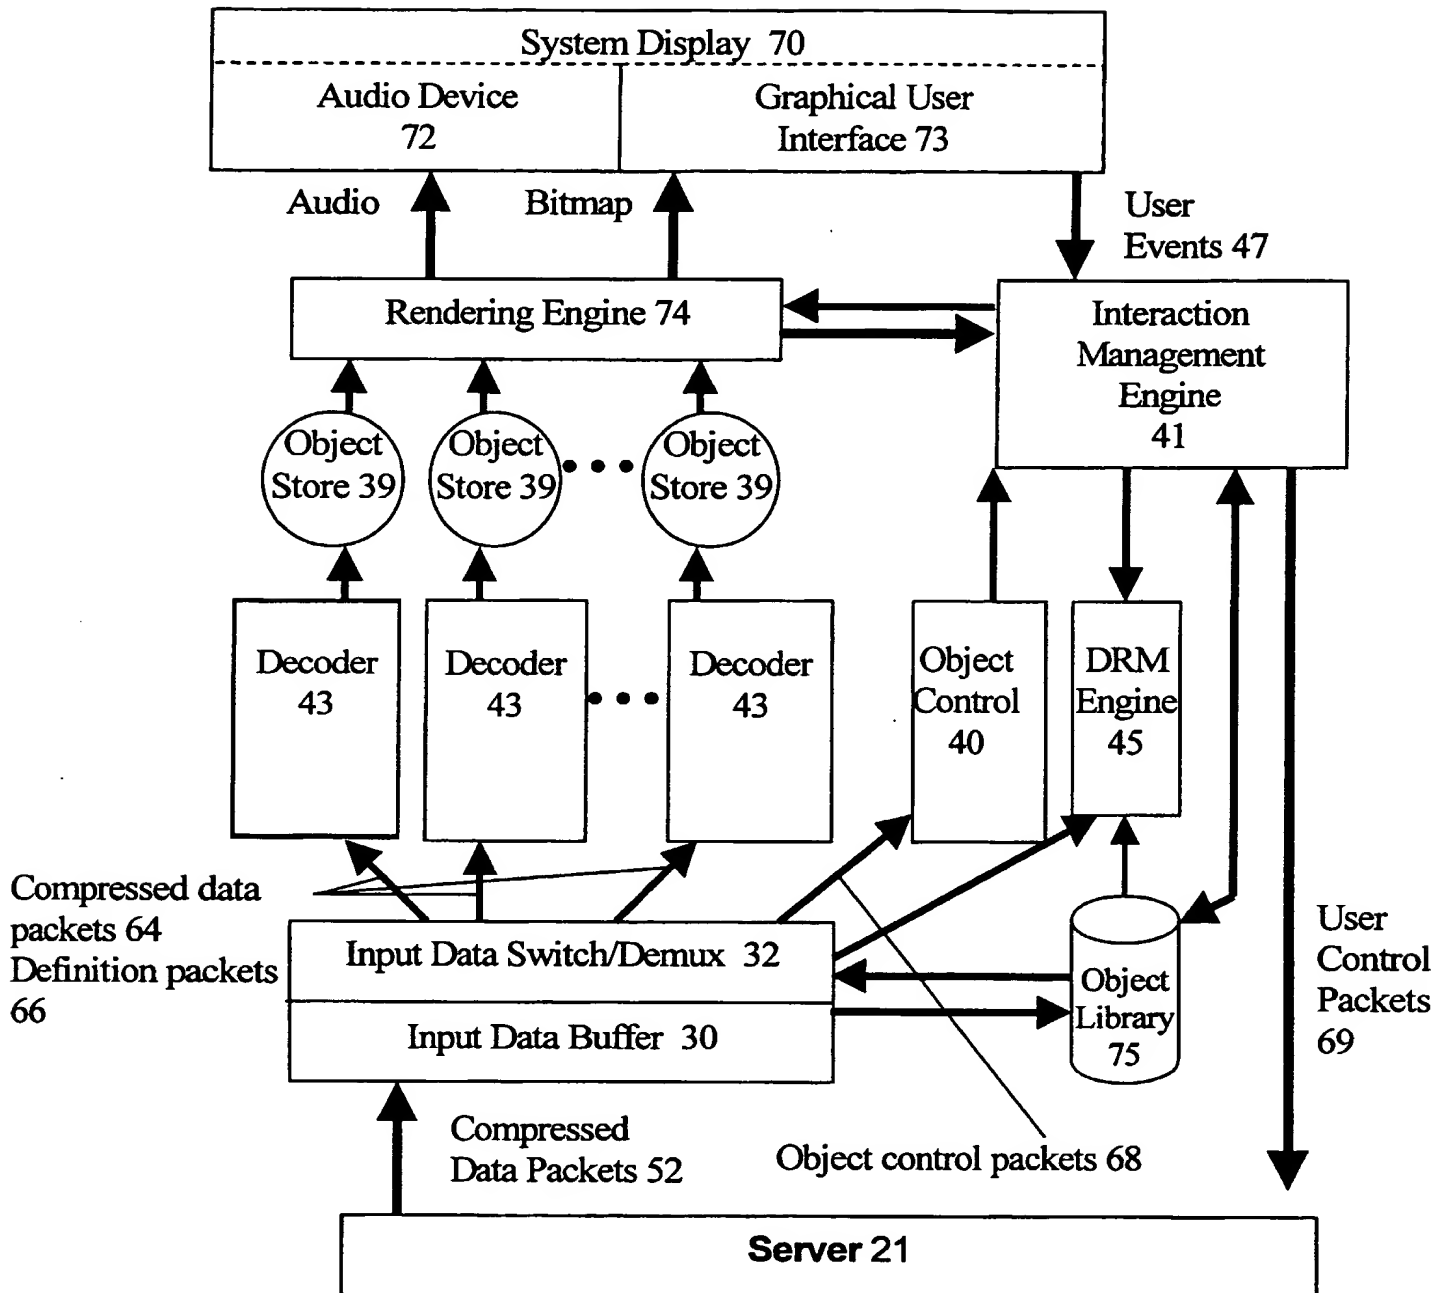 System Display 70
Audio Device
72
Graphical User
Interface 73
Audio
Bitmap
User
Events 47
Rendering Engine 74
Interaction
Management
Engine
41
Object
Store 39
Object
Store 39
Object
Store 39
Decoder
43
Decoder
43
Decoder
43
Object
Control
40
DRM
Engine
45
Compressed data
packets 64
Definition packets
66
Input Data Switch/Demux 32
Input Data Buffer 30
Object
Library
75
User
Control
Packets
69
Compressed
Data Packets 52
Object control packets 68
Server 21